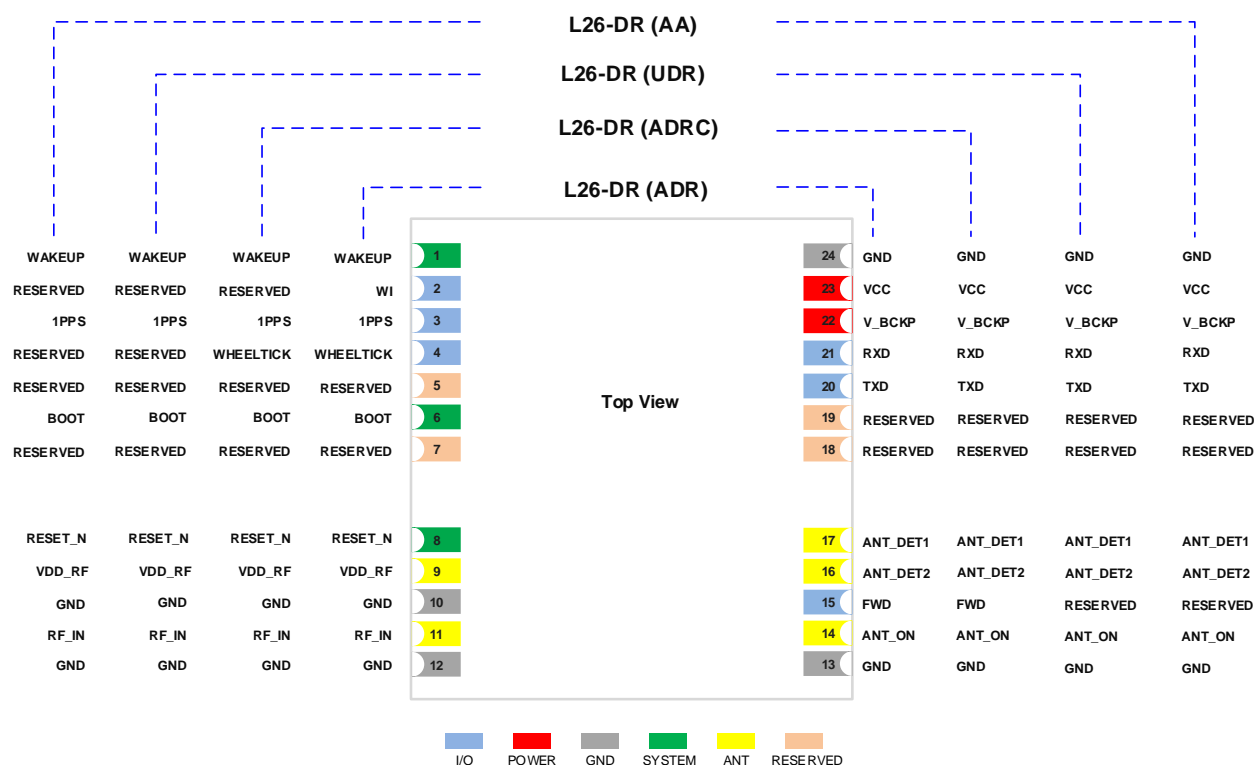 L26-DR (AA)
L26-DR (UDR)
L26-DR (ADRC)
L26-DR (ADR)
WAKEUP WAKEUP WAKEUP WAKEUP 1 24 GND GND GND GND
RESERVED RESERVED RESERVED WI 2 23 VCC VCC VCC VCC
1PPS 1PPS 1PPS 1PPS 3 22 V_BCKP V_BCKP V_BCKP V_BCKP
RESERVED RESERVED WHEELTICK WHEELTICK 4 21 RXD RXD RXD RXD
RESERVED RESERVED RESERVED RESERVED 5 20 TXD TXD TXD TXD
Top View
BOOT BOOT BOOT BOOT 6 19 RESERVED RESERVED RESERVED RESERVED
RESERVED RESERVED RESERVED RESERVED 7 18 RESERVED RESERVED RESERVED RESERVED
RESET_N RESET_N RESET_N RESET_N 8 17 ANT_DET1 ANT_DET1 ANT_DET1 ANT_DET1
VDD_RF VDD_RF VDD_RF VDD_RF 9 16 ANT_DET2 ANT_DET2 ANT_DET2 ANT_DET2
GND GND GND GND 10 15 FWD FWD RESERVED RESERVED
RF_IN RF_IN RF_IN RF_IN 11 14 ANT_ON ANT_ON ANT_ON ANT_ON
GND GND GND GND 12 13 GND GND GND GND
I/O POWER GND SYSTEM ANT RESERVED